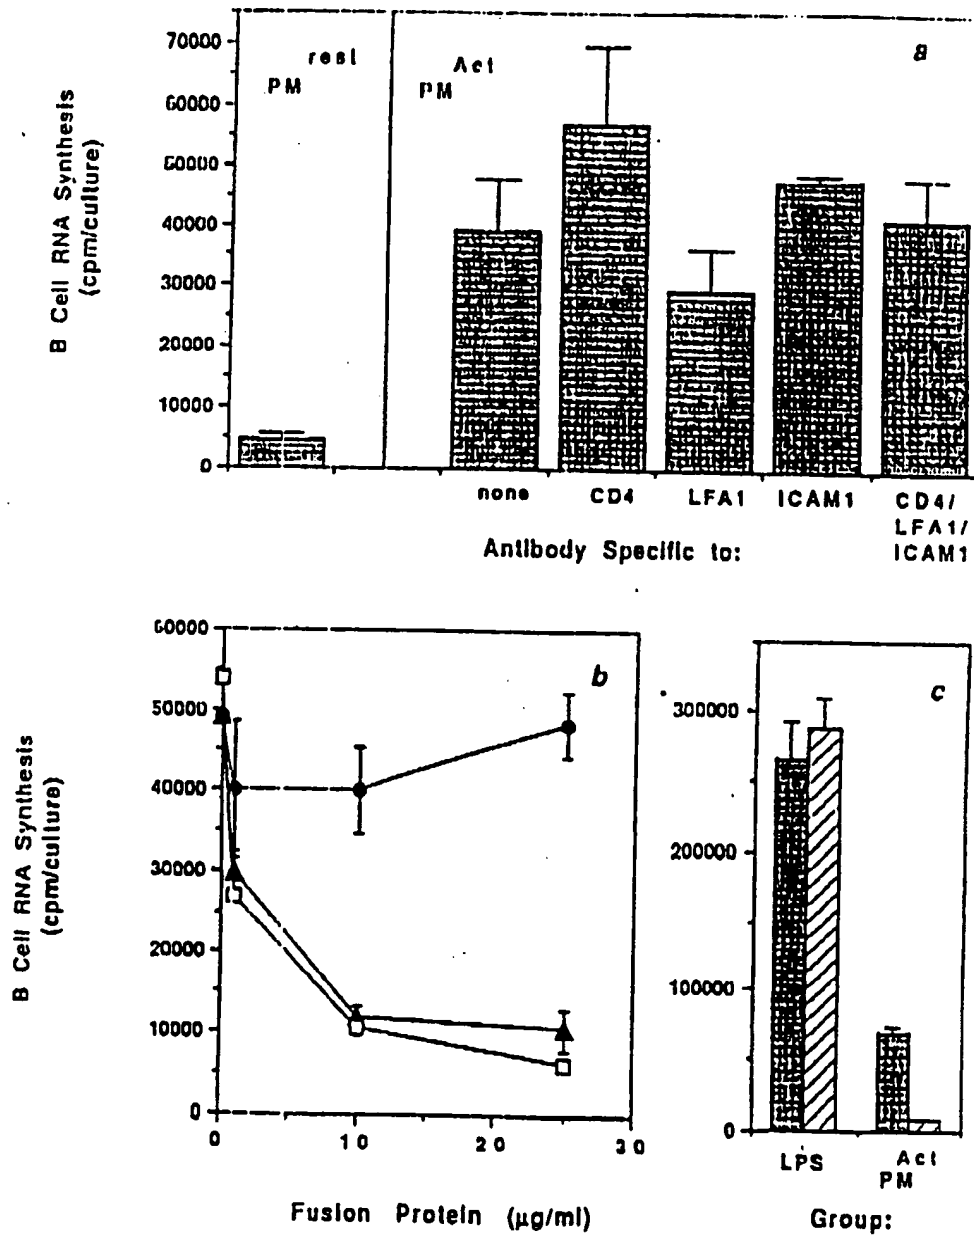 a
70000
60000
50000
40000
30000
20000
10000
0
rest
PM
Act
PM
B Cell RNA Synthesis
(cpm/culture)
none CD4 LFA1 ICAM1 CD4/
LFA1/
ICAM1
Antibody Specific to:
b
60000
50000
40000
30000
20000
10000
0
0 10 20 30
B Cell RNA Synthesis
(cpm/culture)
Fusion Protein (µg/ml)
c
300000
200000
100000
0
LPS Act
PM
Group: